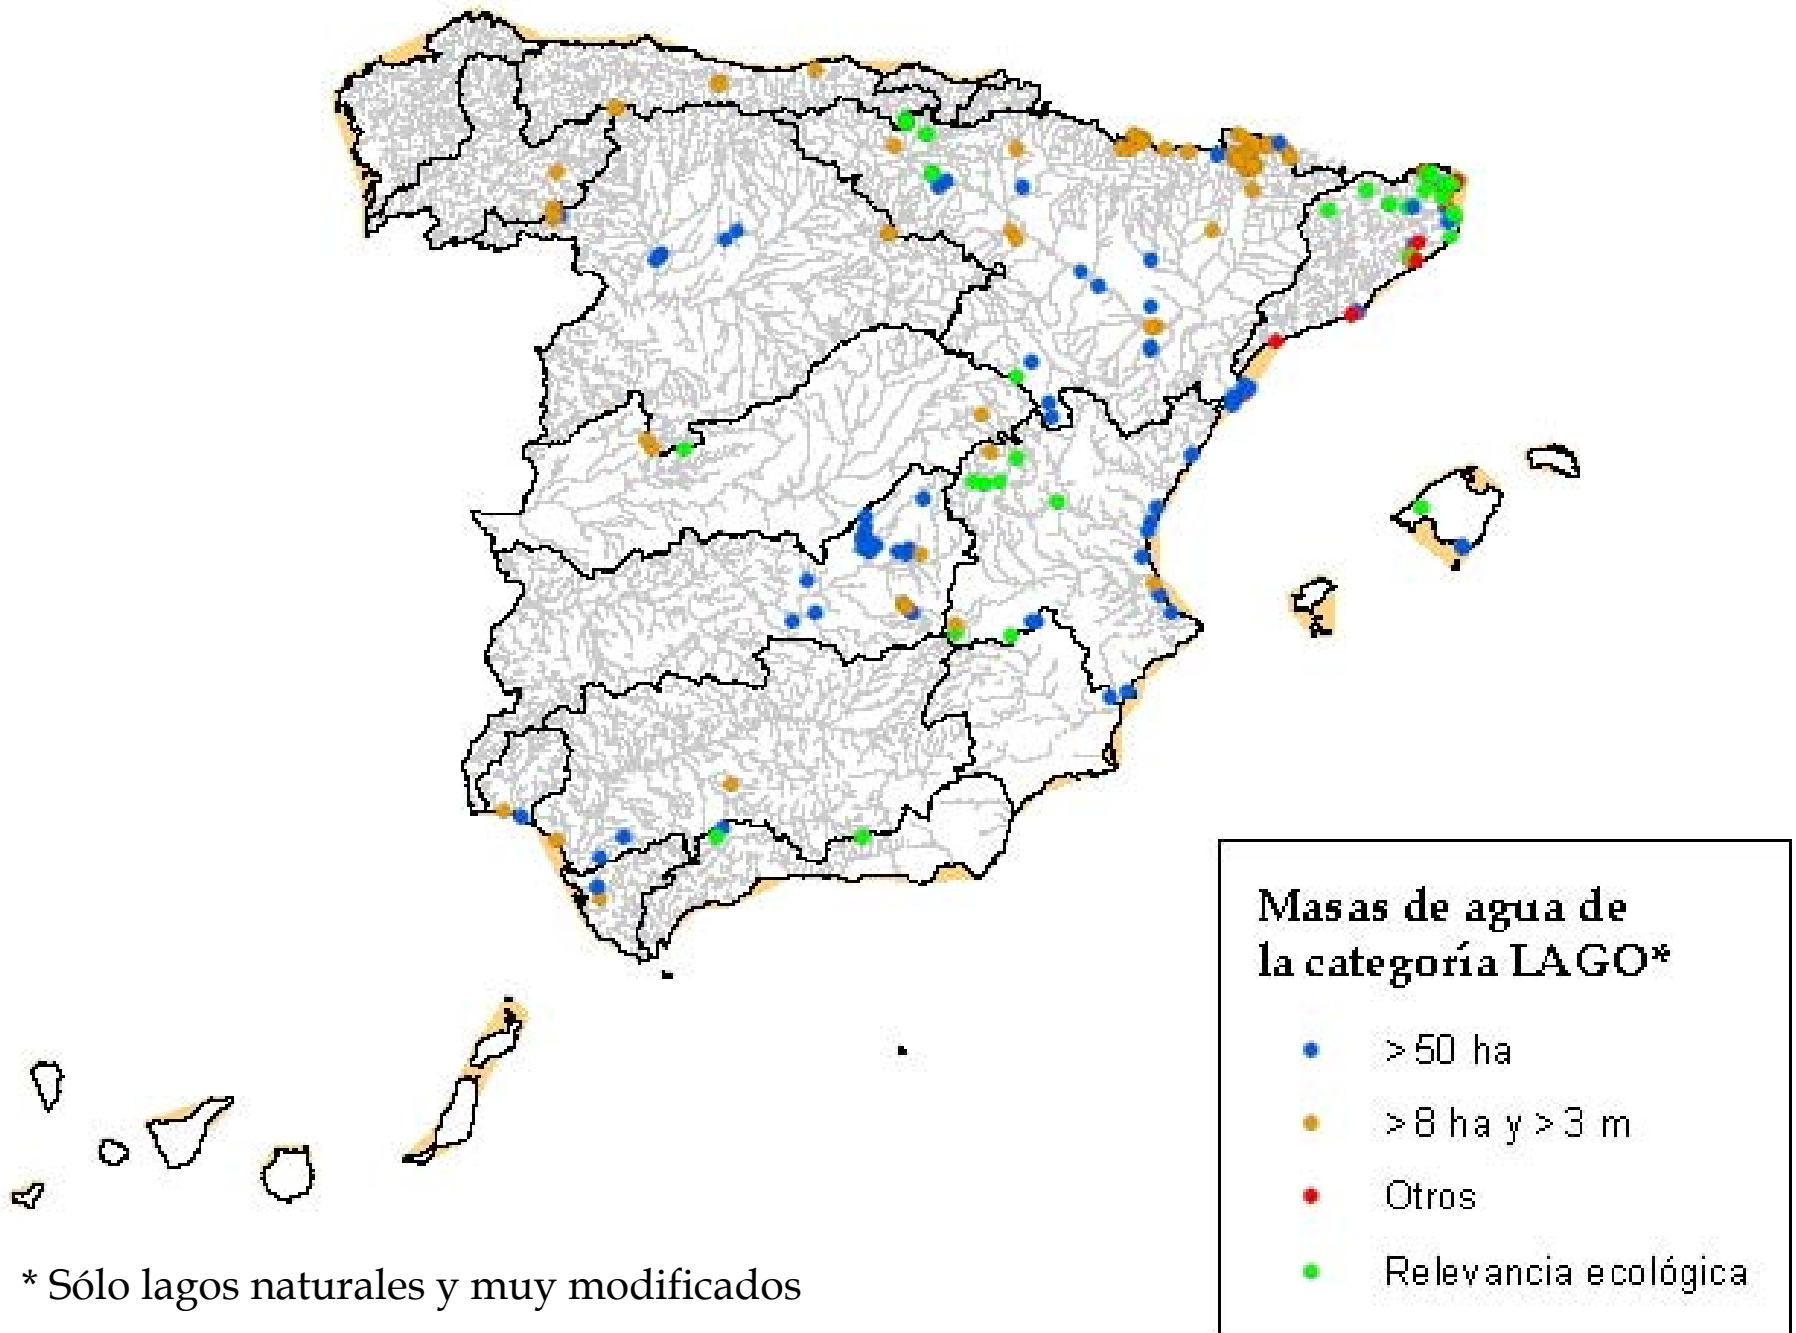 Masas de agua de
la categoría LAGO*
>50 ha
>8 ha y >3 m
Otros
Relevancia ecológica
* Sólo lagos naturales y muy modificados